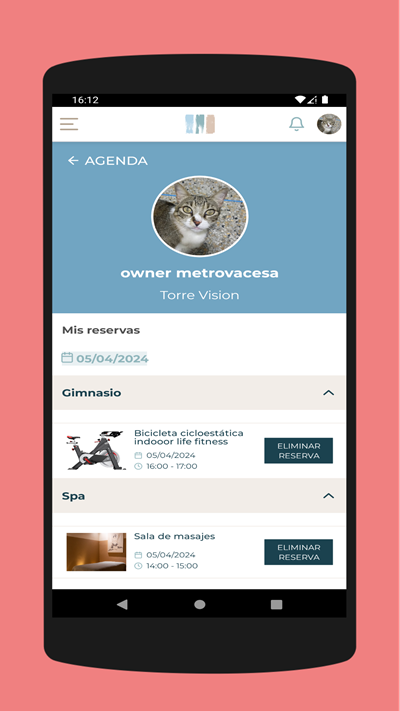 16:12
AGENDA
owner metrovacesa
Torre Vision
Mis reservas
05/04/2024
Gimnasio
Bicicleta cicloestática
indooor life fitness
05/04/2024
16:00 - 17:00
ELIMINAR
RESERVA
Spa
Sala de masajes
05/04/2024
14:00 - 15:00
ELIMINAR
RESERVA